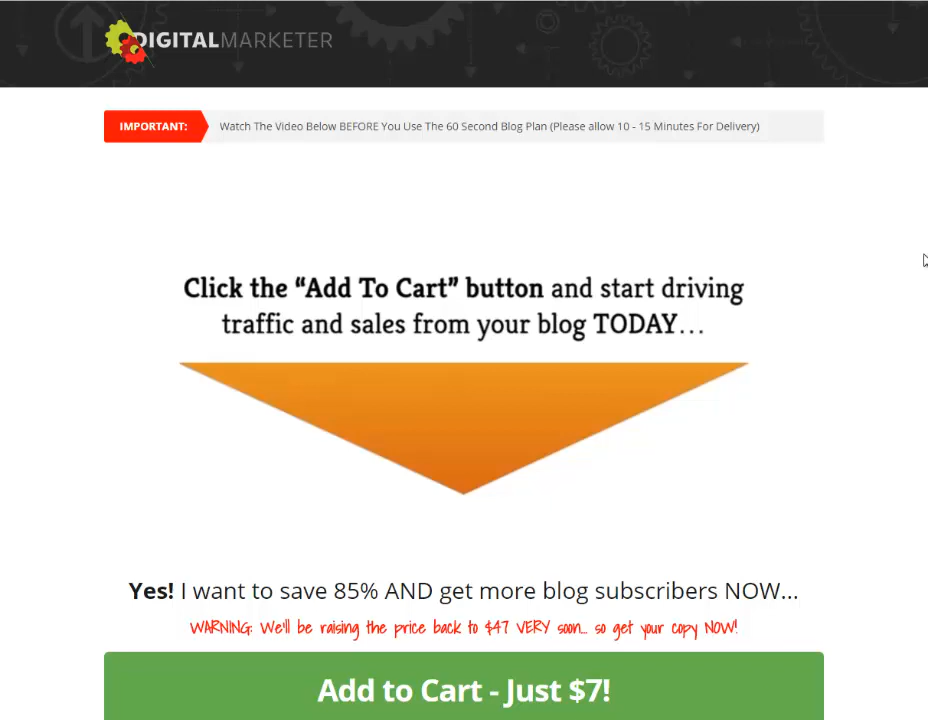 DIGITALMARKETER
IMPORTANT: Watch The Video Below BEFORE You Use The 60 Second Blog Plan (Please allow 10 - 15 Minutes For Delivery)
Click the “Add To Cart” button and start driving
traffic and sales from your blog TODAY...
Yes! I want to save 85% AND get more blog subscribers NOW...
WARNING: We'll be raising the price back to $47 VERY soon... so get your copy NOW!
Add to Cart - Just $7!